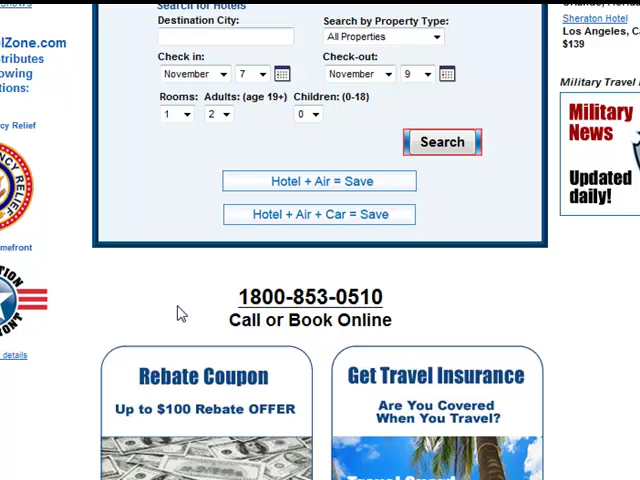 Search for Hotels
Destination City:
Search by Property Type:
All Properties
Check in:
Check-out:
November 7
November 9
Rooms: Adults: (age 19+) Children: (0-18)
1 2 0
Search
Hotel + Air = Save
Hotel + Air + Car = Save
1800-853-0510
Call or Book Online
Rebate Coupon
Up to $100 Rebate OFFER
Get Travel Insurance
Are You Covered
When You Travel?
lZone.com
tributes
owing
ions:
cy Relief
CY RELIEF
mefront
details
Sheraton Hotel
Los Angeles, Ca
$139
Military Travel
Military
News
Updated
daily!